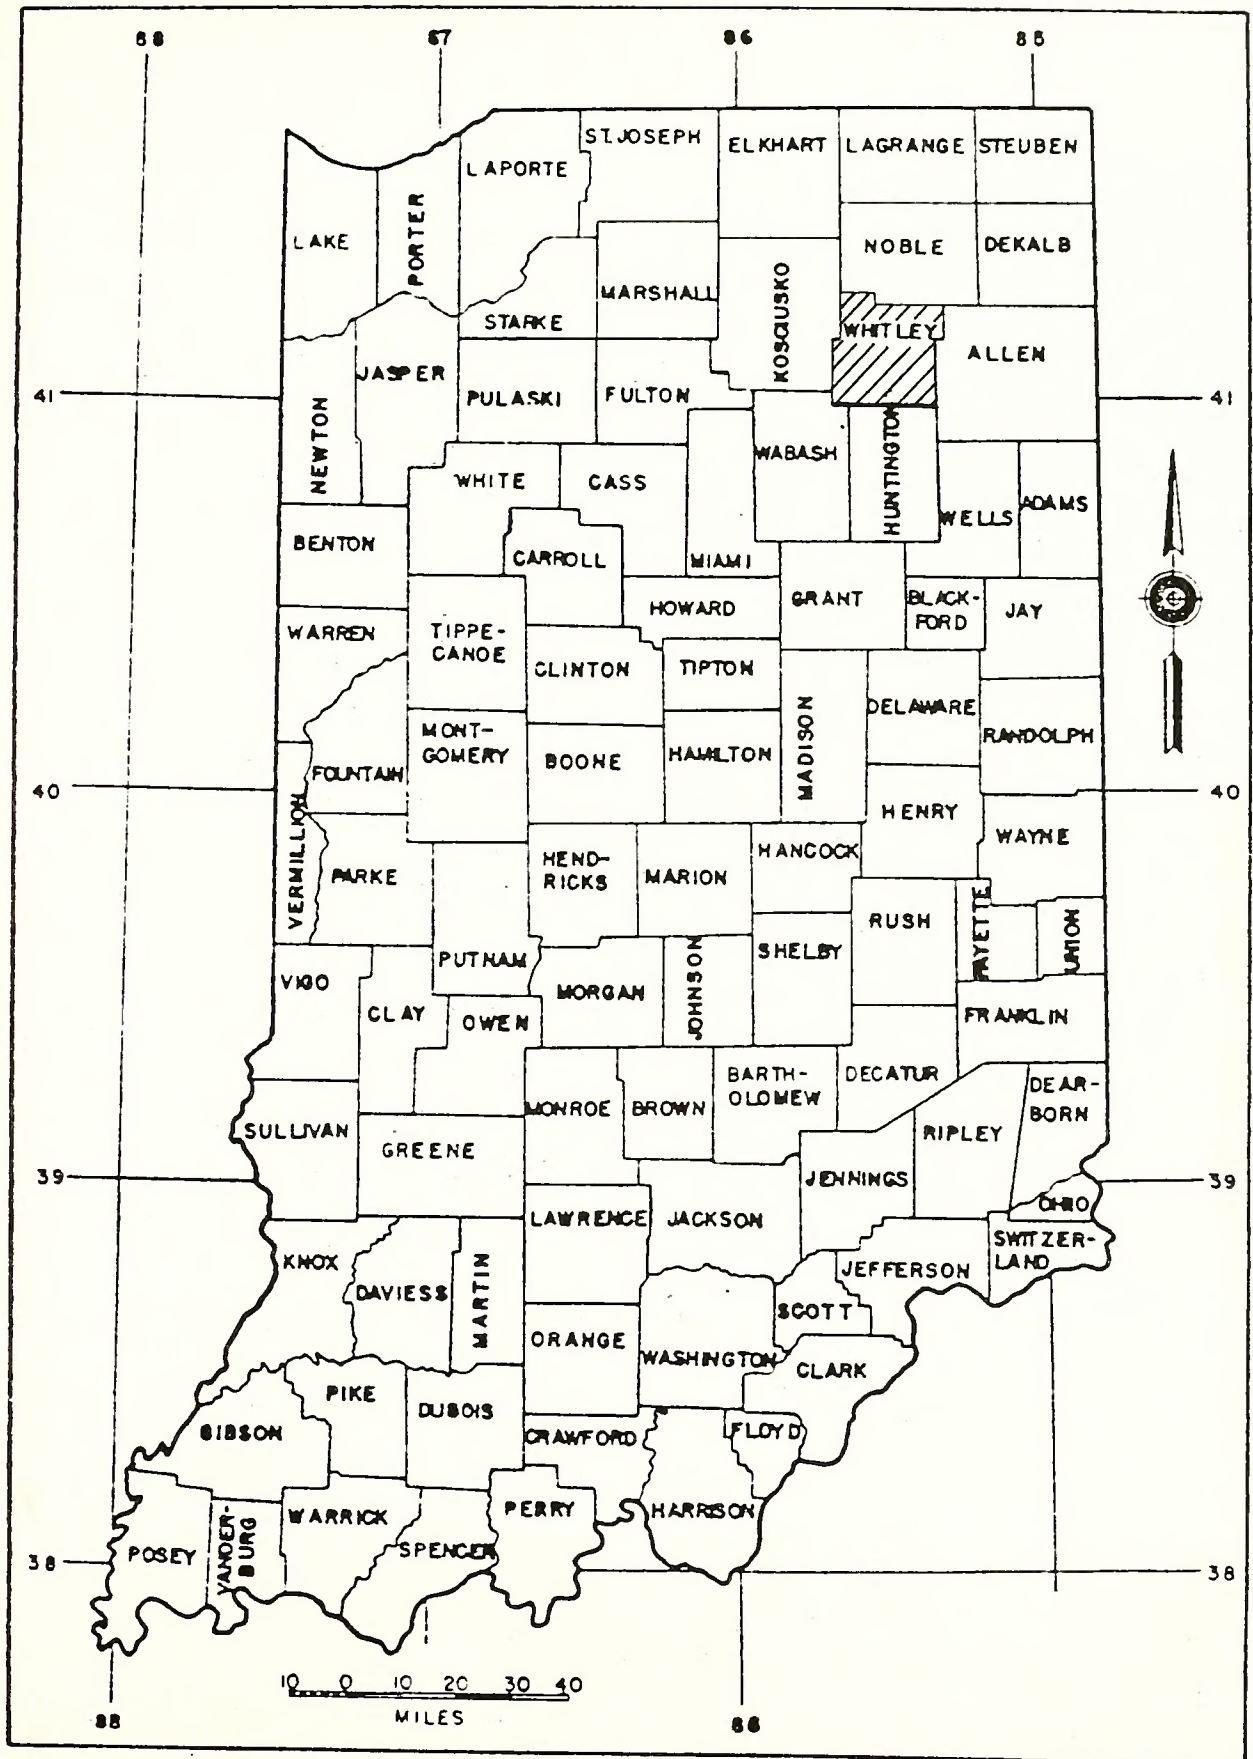 88 87 86 85
ST. JOSEPH
ELKHART
LAGRANGE
STEUBEN
LAPORTE
PORTER
LAKE
NOBLE
DEKALB
MARSHALL
KOSCIUSKO
STARKE
WHITLEY
ALLEN
JASPER
41
PULASKI
FULTON
41
NEWTON
WABASH
HUNTINGTON
WHITE
CASS
WELLS
ADAMS
BENTON
CARROLL
MIAMI
GRANT
BLACK-
FORD
HOWARD
JAY
WARREN
TIPPE-
CANOE
CLINTON
TIPTON
MADISON
DELAWARE
MONT-
GOMERY
RANDOLPH
BOONE
HAMILTON
FOUNTAIN
40
40
VERMILLION
HENRY
WAYNE
HANCOCK
HEND-
RICKS
MARION
PARKE
RUSH
FAYETTE
UNION
PUTNAM
SHELBY
VIGO
MORGAN
JOHNSON
CLAY
OWEN
FRANKLIN
BARTH-
OLOMEW
DECATUR
DEAR-
BORN
MONROE
BROWN
SULLIVAN
RIPLEY
GREENE
39
JENNINGS
39
OHIO
LAWRENCE
JACKSON
SWITZER-
LAND
KNOX
JEFFERSON
DAVIESS
MARTIN
SCOTT
ORANGE
WASHINGTON
CLARK
PIKE
DUBOIS
GIBSON
CRAWFORD
FLOYD
PERRY
HARRISON
WARRICK
VANDER-
BURG
POSEY
SPENCER
38
38
10 0 10 20 30 40
MILES
88 86